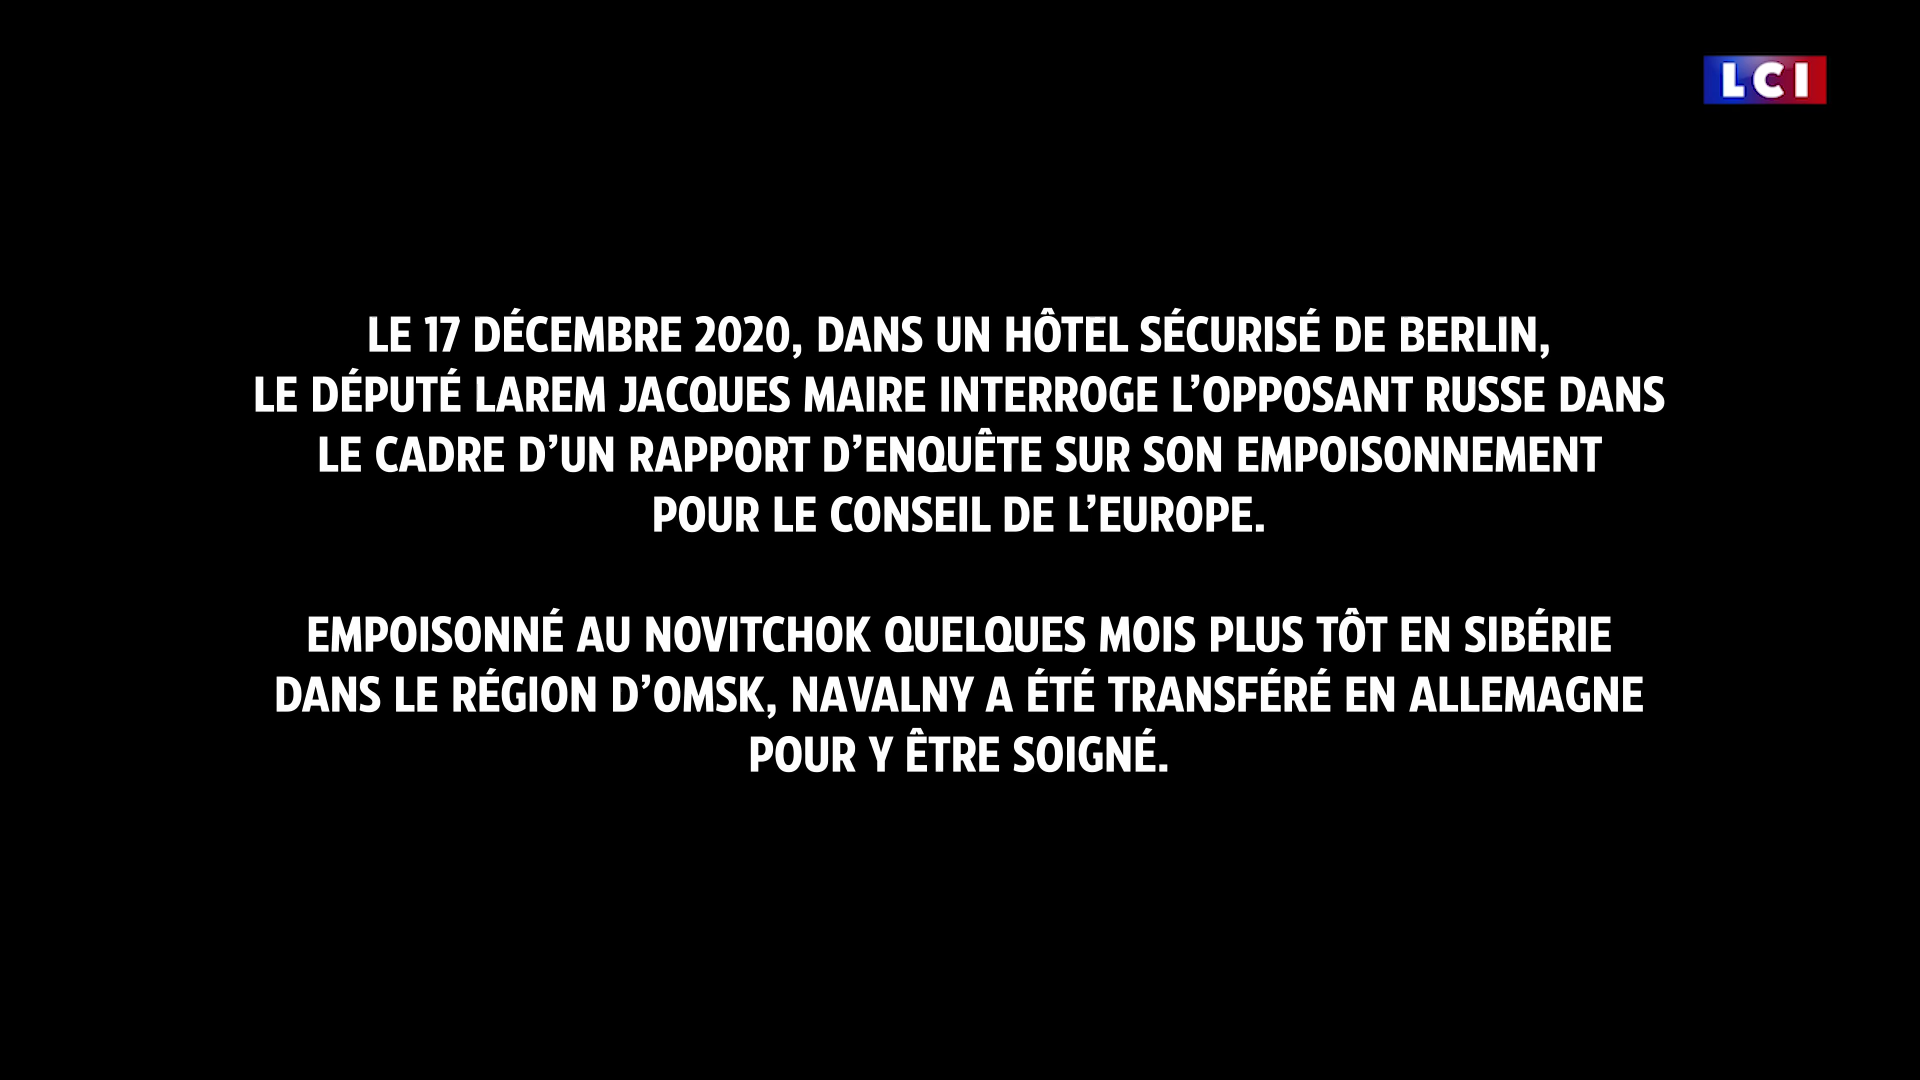 LCI
LE 17 DÉCEMBRE 2020, DANS UN HÔTEL SÉCURISÉ DE BERLIN,
LE DÉPUTÉ LAREM JACQUES MAIRE INTERROGE L’OPPOSANT RUSSE DANS
LE CADRE D’UN RAPPORT D’ENQUÊTE SUR SON EMPOISONNEMENT
POUR LE CONSEIL DE L’EUROPE.
EMPOISONNÉ AU NOVITCHOK QUELQUES MOIS PLUS TÔT EN SIBÉRIE
DANS LE RÉGION D’OMSK, NAVALNY A ÉTÉ TRANSFÉRÉ EN ALLEMAGNE
POUR Y ÊTRE SOIGNÉ.